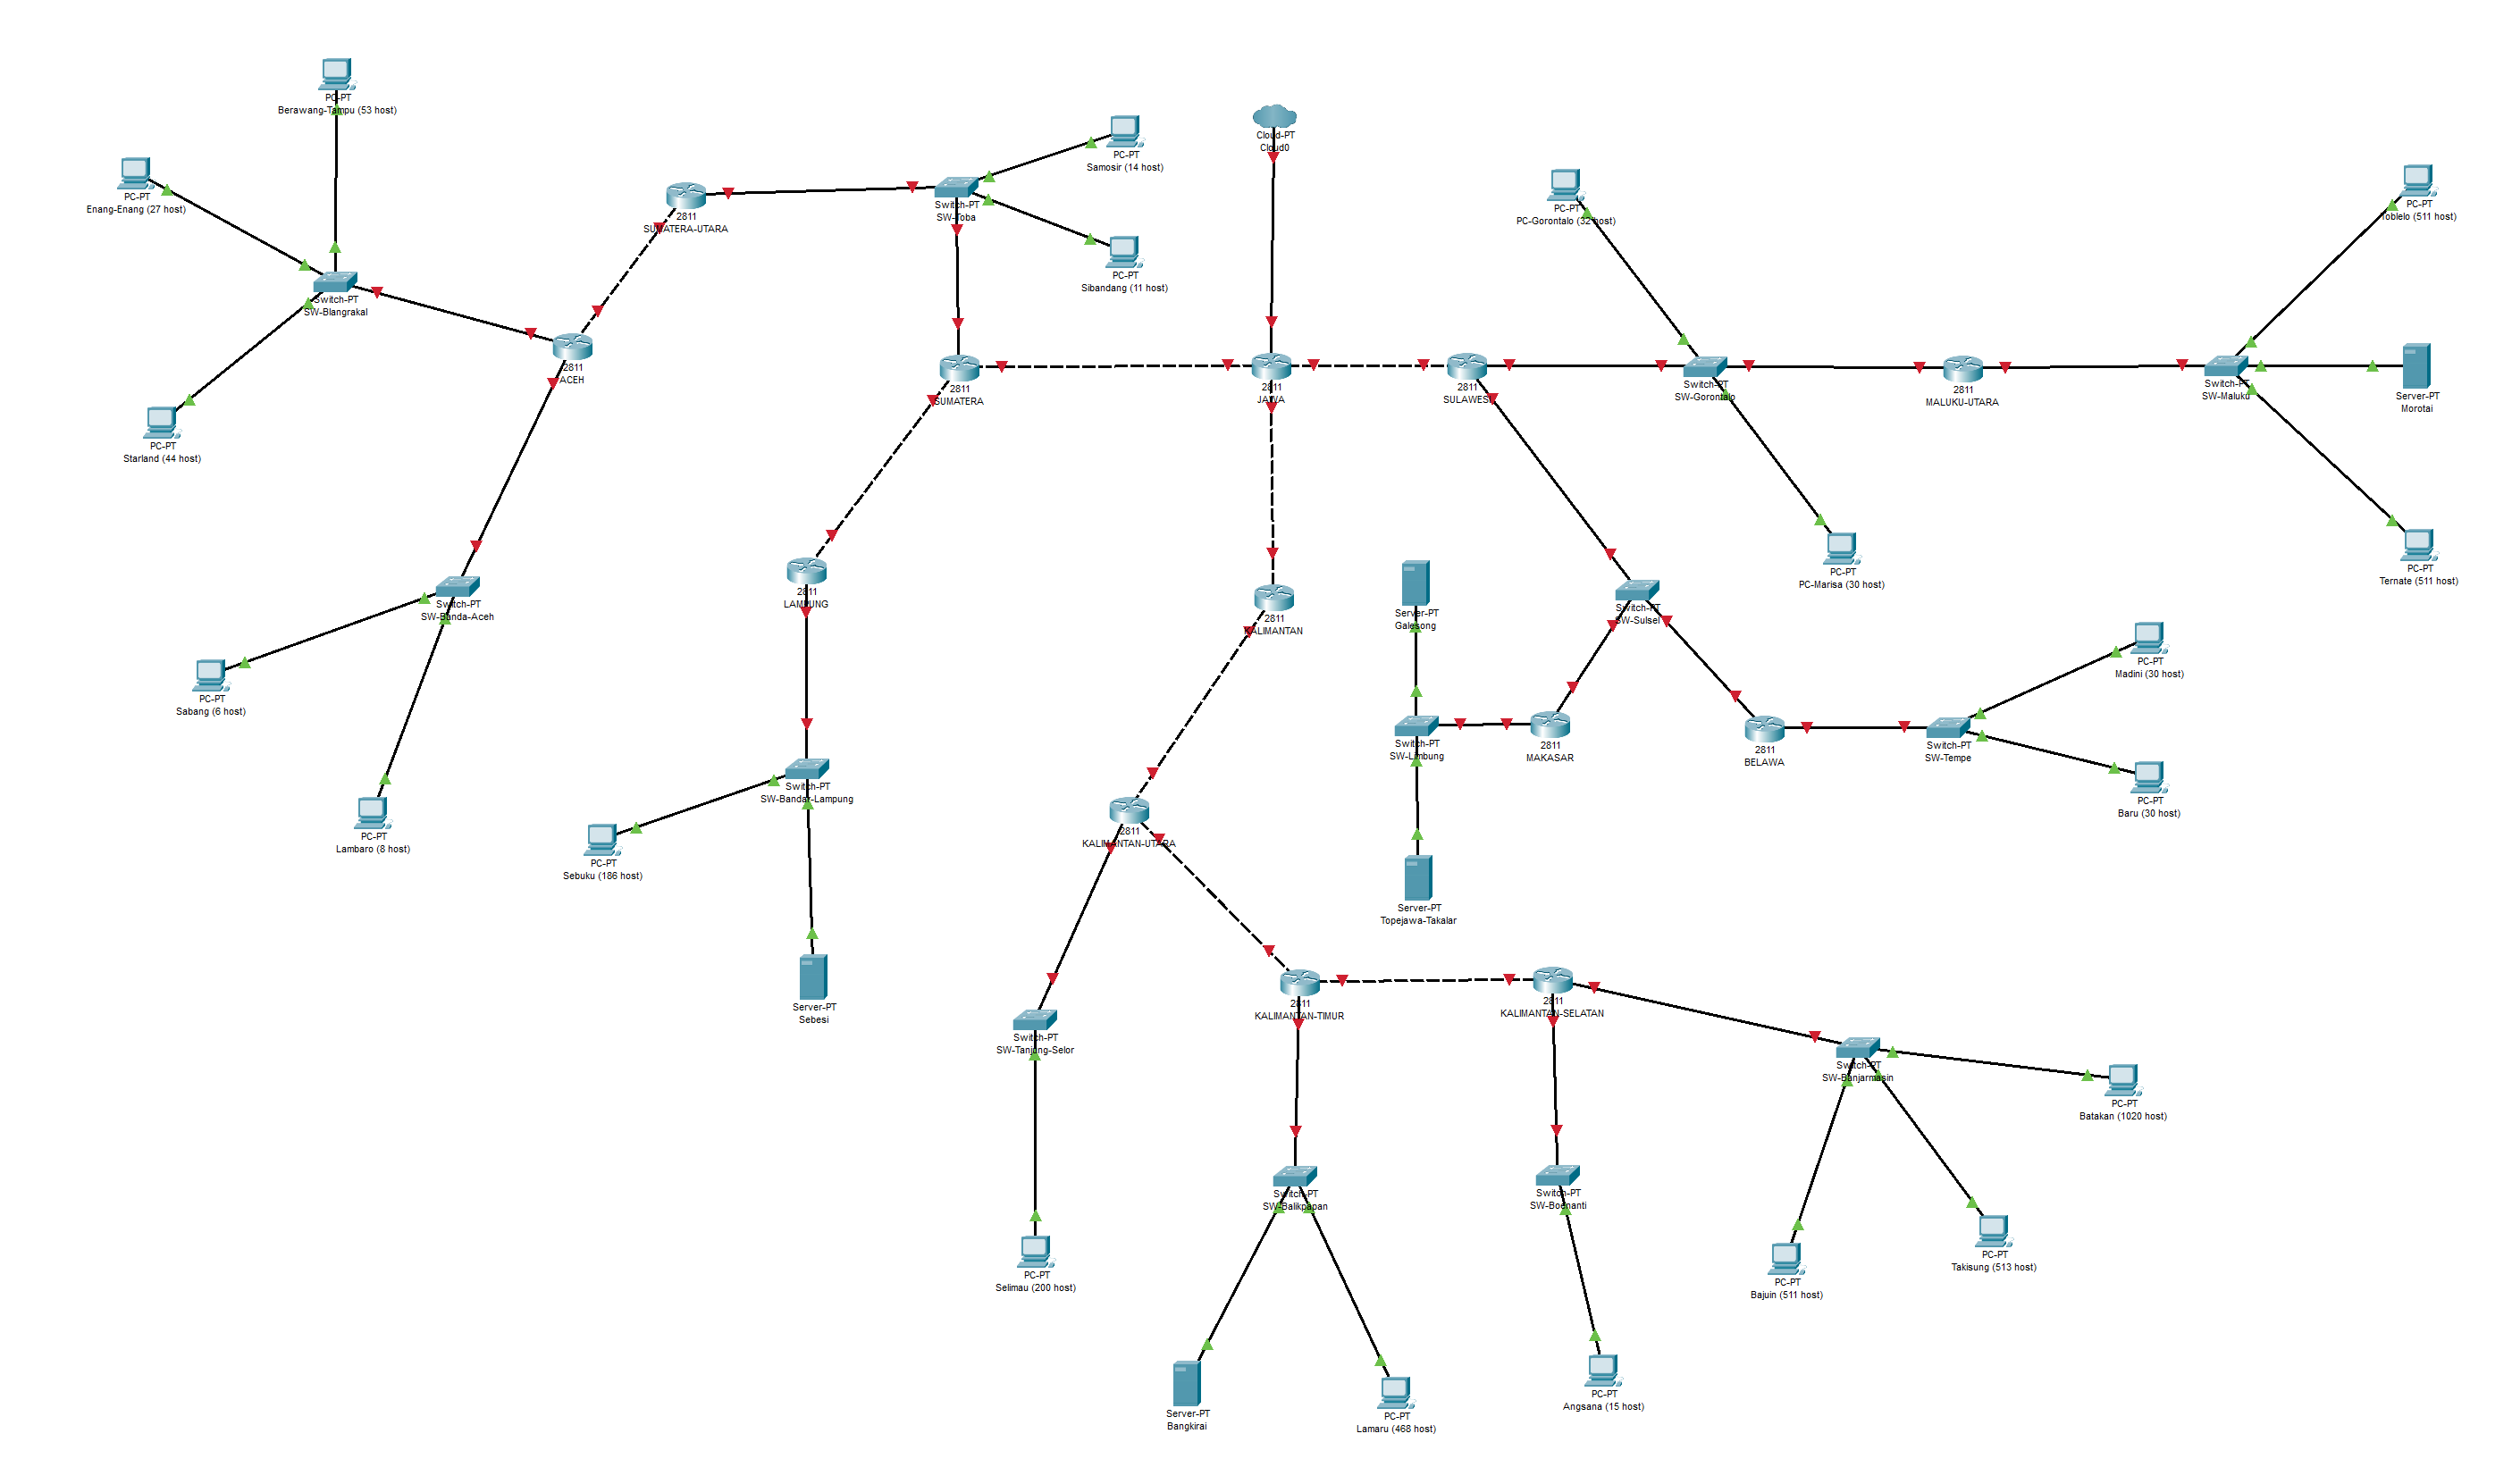 PC-PT
Berawang-Tampu (53 host)
PC-PT
Enang-Enang (27 host)
Switch-PT
SW-Blangrakal
PC-PT
Starland (44 host)
2811
ACEH
2811
SUMATERA-UTARA
Switch-PT
SW-Toba
PC-PT
Samosir (14 host)
PC-PT
Sibandang (11 host)
Cloud-PT
Cloud0
2811
SUMATERA
2811
JAWA
2811
SULAWESI
PC-PT
PC-Gorontalo (32 host)
Switch-PT
SW-Gorontalo
2811
MALUKU-UTARA
Switch-PT
SW-Maluku
PC-PT
Toblelo (511 host)
Server-PT
Morotai
PC-PT
Ternate (511 host)
PC-PT
PC-Marisa (30 host)
Switch-PT
SW-Banda-Aceh
PC-PT
Sabang (6 host)
PC-PT
Lambaro (8 host)
2811
LAMPUNG
Switch-PT
SW-Bandar-Lampung
PC-PT
Sebuku (186 host)
Server-PT
Sebesi
2811
KALIMANTAN
Server-PT
Galesong
Switch-PT
SW-Sulsel
Switch-PT
SW-Limbung
2811
MAKASAR
2811
BELAWA
Switch-PT
SW-Tempe
PC-PT
Madini (30 host)
PC-PT
Baru (30 host)
Server-PT
Topejawa-Takalar
2811
KALIMANTAN-UTARA
Switch-PT
SW-Tanjung-Selor
PC-PT
Selimau (200 host)
2811
KALIMANTAN-TIMUR
2811
KALIMANTAN-SELATAN
Switch-PT
SW-Balikpapan
Server-PT
Bangkirai
PC-PT
Lamaru (468 host)
Switch-PT
SW-Boenanti
PC-PT
Angsana (15 host)
Switch-PT
SW-Banjarmasin
PC-PT
Batakan (1020 host)
PC-PT
Takisung (513 host)
PC-PT
Bajuin (511 host)